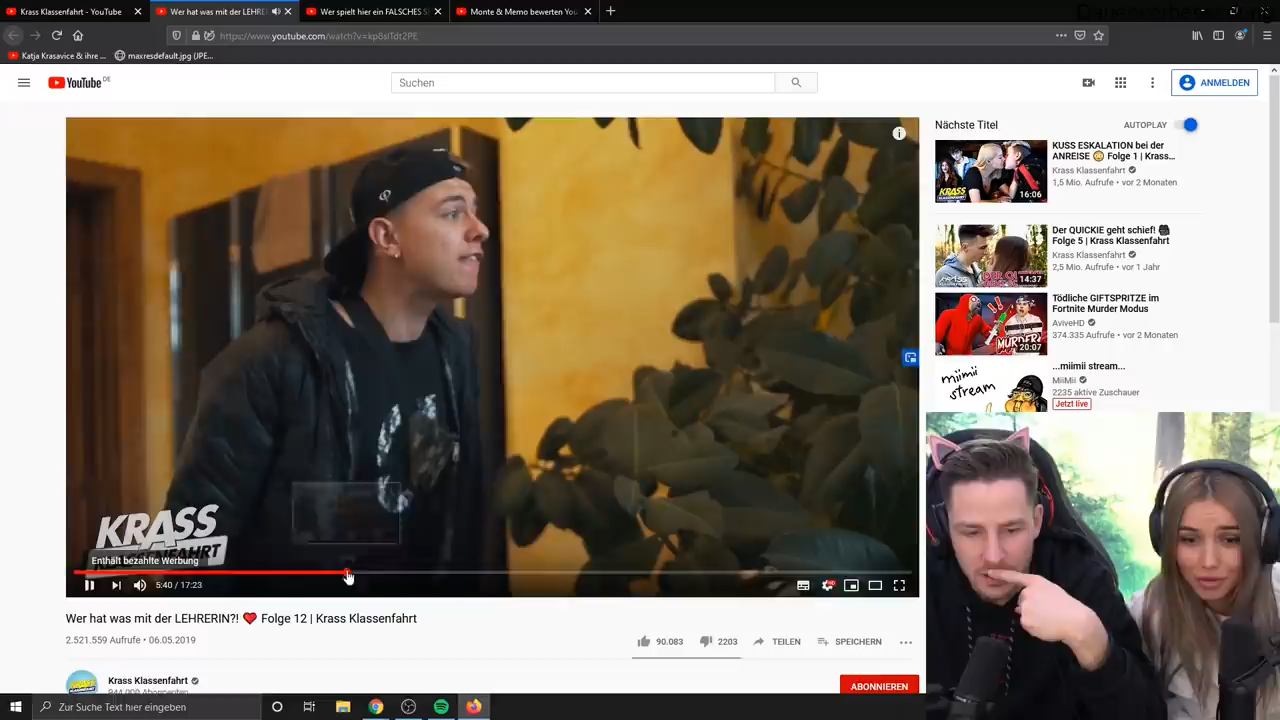 Krass Klassenfahrt - YouTube
Wer hat was mit der LEHRE
Wer spielt hier ein FALSCHES S
Monte & Memo bewerten You
https://www.youtube.com/watch?v=kp8sITdt2PE
Katja Krasavice & ihre ...
maxresdefault.jpg (JPE...
YouTube DE
Suchen
ANMELDEN
Nächste Titel
AUTOPLAY
KUSS ESKALATION bei der
ANREISE 😳 Folge 1 | Krass...
Krass Klassenfahrt
1,5 Mio. Aufrufe • vor 2 Monaten
KRASS
16:06
Der QUICKIE geht schief! 
Folge 5 | Krass Klassenfahrt
Krass Klassenfahrt
2,5 Mio. Aufrufe • vor 1 Jahr
14:37
Tödliche GIFTSPRITZE im
Fortnite Murder Modus
AviveHD
374.335 Aufrufe • vor 2 Monaten
MURDER
20:07
...miimii stream...
MiiMii
2235 aktive Zuschauer
Jetzt live
miimii
stream
KRASS
KLASSENFAHRT
Enthält bezahlte Werbung
5:40 / 17:23
HD
Wer hat was mit der LEHRERIN?! ❤️ Folge 12 | Krass Klassenfahrt
2.521.559 Aufrufe • 06.05.2019
90.083
2203
TEILEN
SPEICHERN
Krass Klassenfahrt
ABONNIEREN
Zur Suche Text hier eingeben